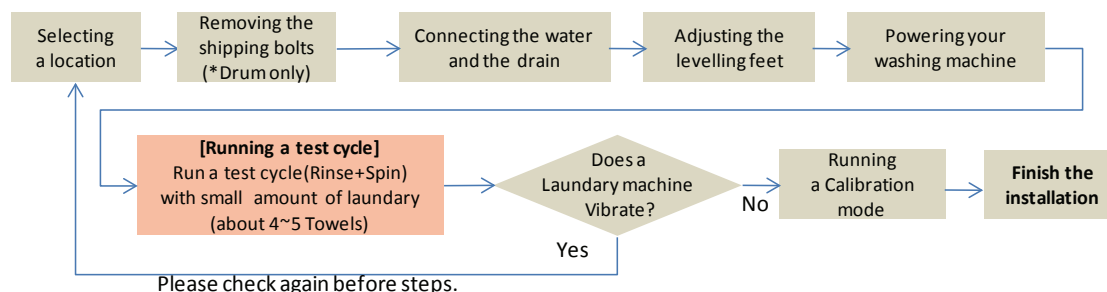 Selecting
a location
Removing the
shipping bolts
(*Drum only)
Connecting the water
and the drain
Adjusting the
levelling feet
Powering your
washing machine
[Running a test cycle]
Run a test cycle(Rinse+Spin)
with small amount of laundary
(about 4~5 Towels)
Does a
Laundary machine
Vibrate?
No
Running
a Calibration
mode
Finish the
installation
Yes
Please check again before steps.